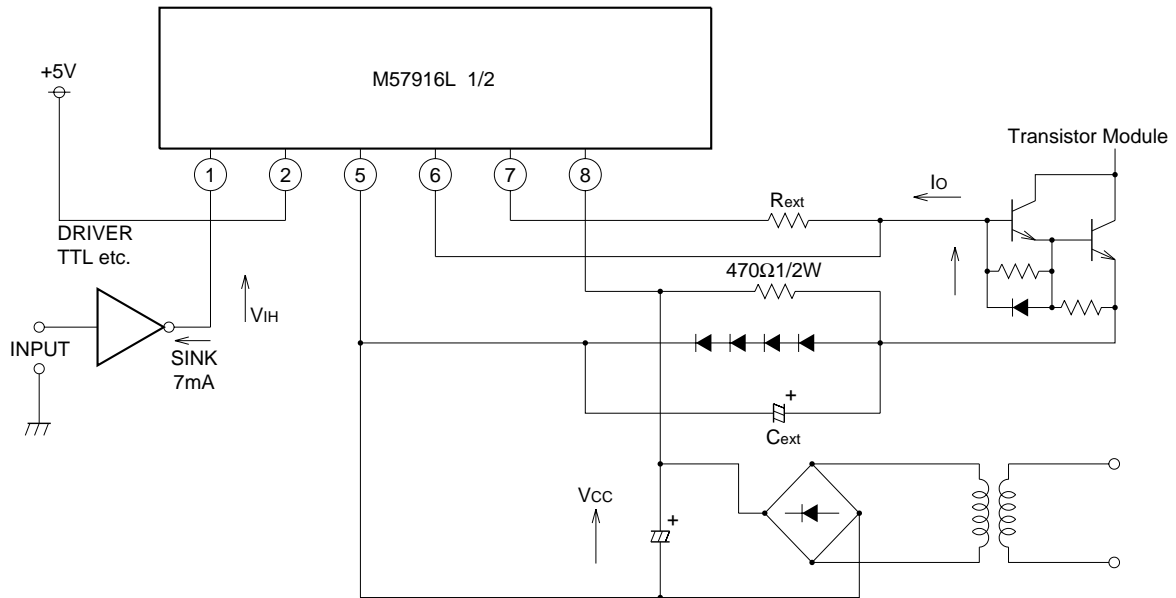 M57916L 1/2
+5V
1 2 5 6 7 8
Transistor Module
Rext
IO
DRIVER
TTL etc.
470Ω1/2W
VIH
INPUT
SINK
7mA
+
Cext
VCC
+